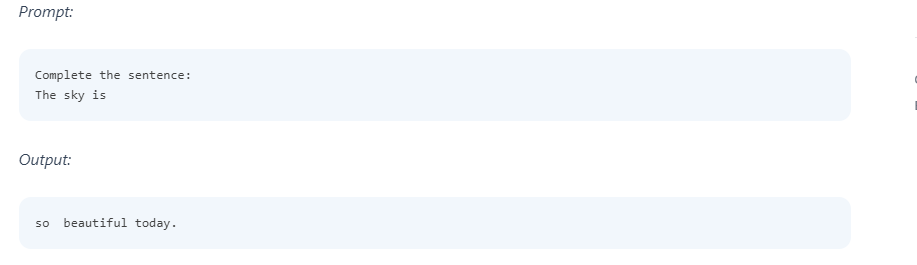 Prompt:
Complete the sentence:
The sky is
Output:
so  beautiful today.